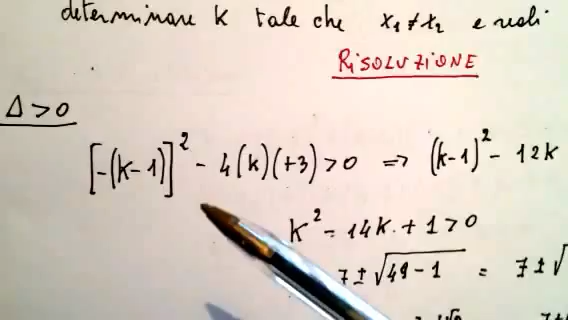 determinare k tale che x₁ ≠ x₂ e reali
RISOLUZIONE
Δ > 0
[-(k-1)]² - 4(k)(+3) > 0 => (k-1)² - 12k
k² - 14k + 1 > 0
7 ± √49 - 1 = 7 ± √